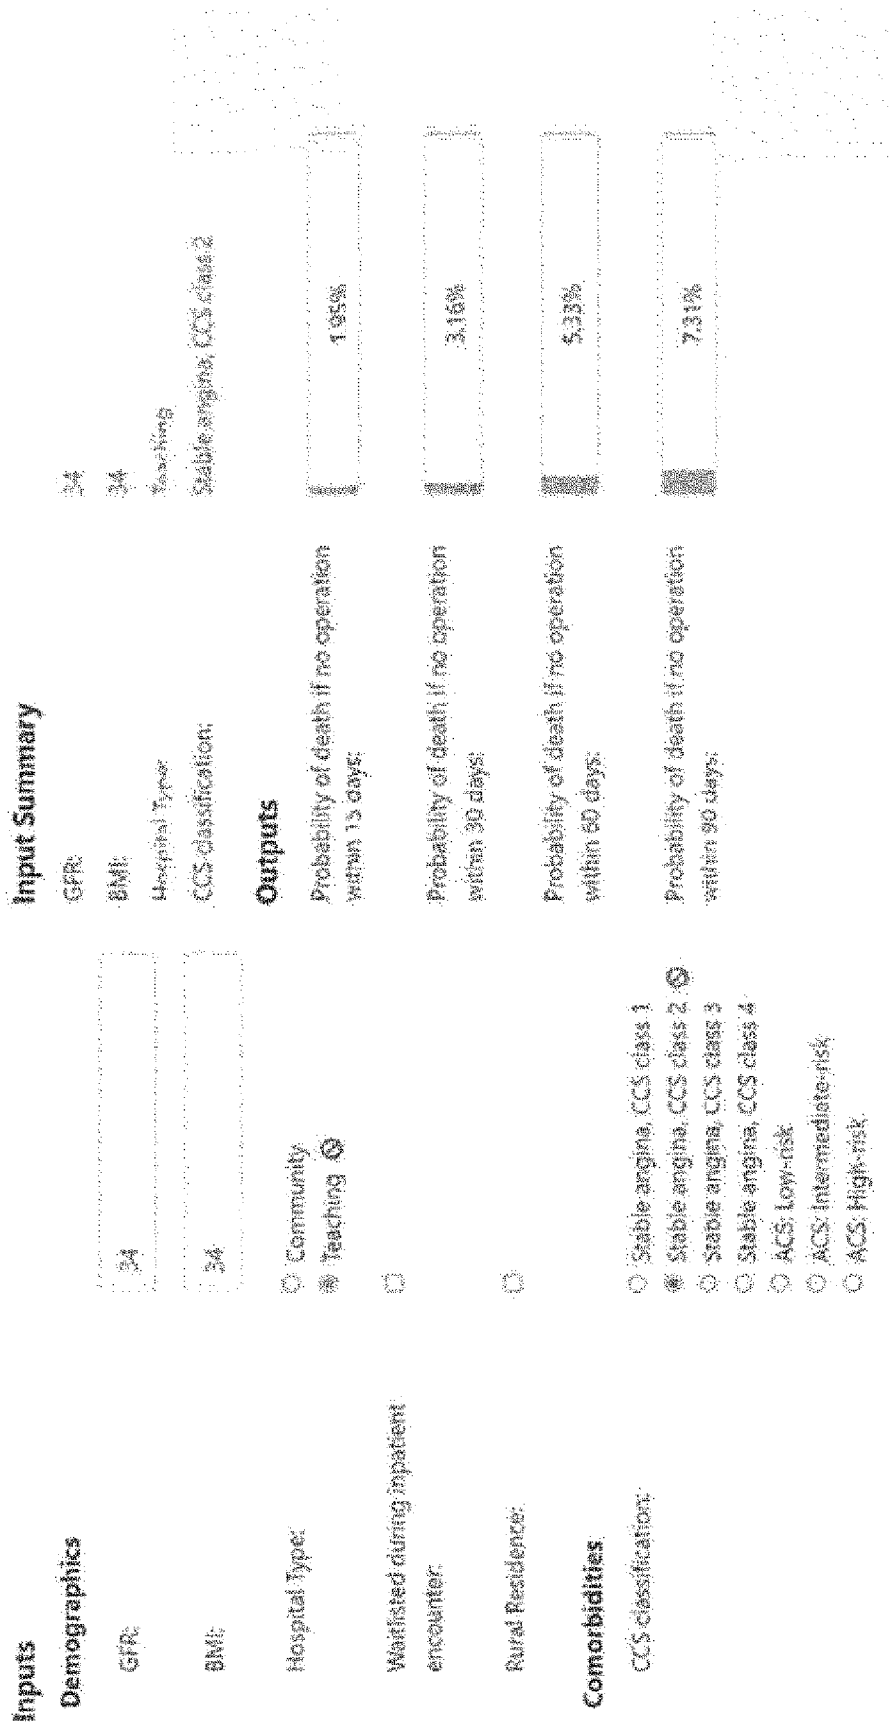 Inputs
Demographics
GFR:
34
BMI:
34
Hospital Type:
Community
Teaching
Waitlisted during inpatient
encounter:
Rural Residence:
Comorbidities
CCS classification:
Stable angina, CCS class 1
Stable angina, CCS class 2
Stable angina, CCS class 3
Stable angina, CCS class 4
ACS: Low-risk
ACS: Intermediate-risk
ACS: High-risk
Input Summary
GFR:
34
BMI:
34
Hospital Type:
Teaching
CCS classification:
Stable angina, CCS class 2
Outputs
Probability of death if no operation
within 15 days:
Probability of death if no operation
within 30 days:
3.16%
Probability of death if no operation
within 60 days:
5.33%
Probability of death if no operation
within 90 days:
7.31%